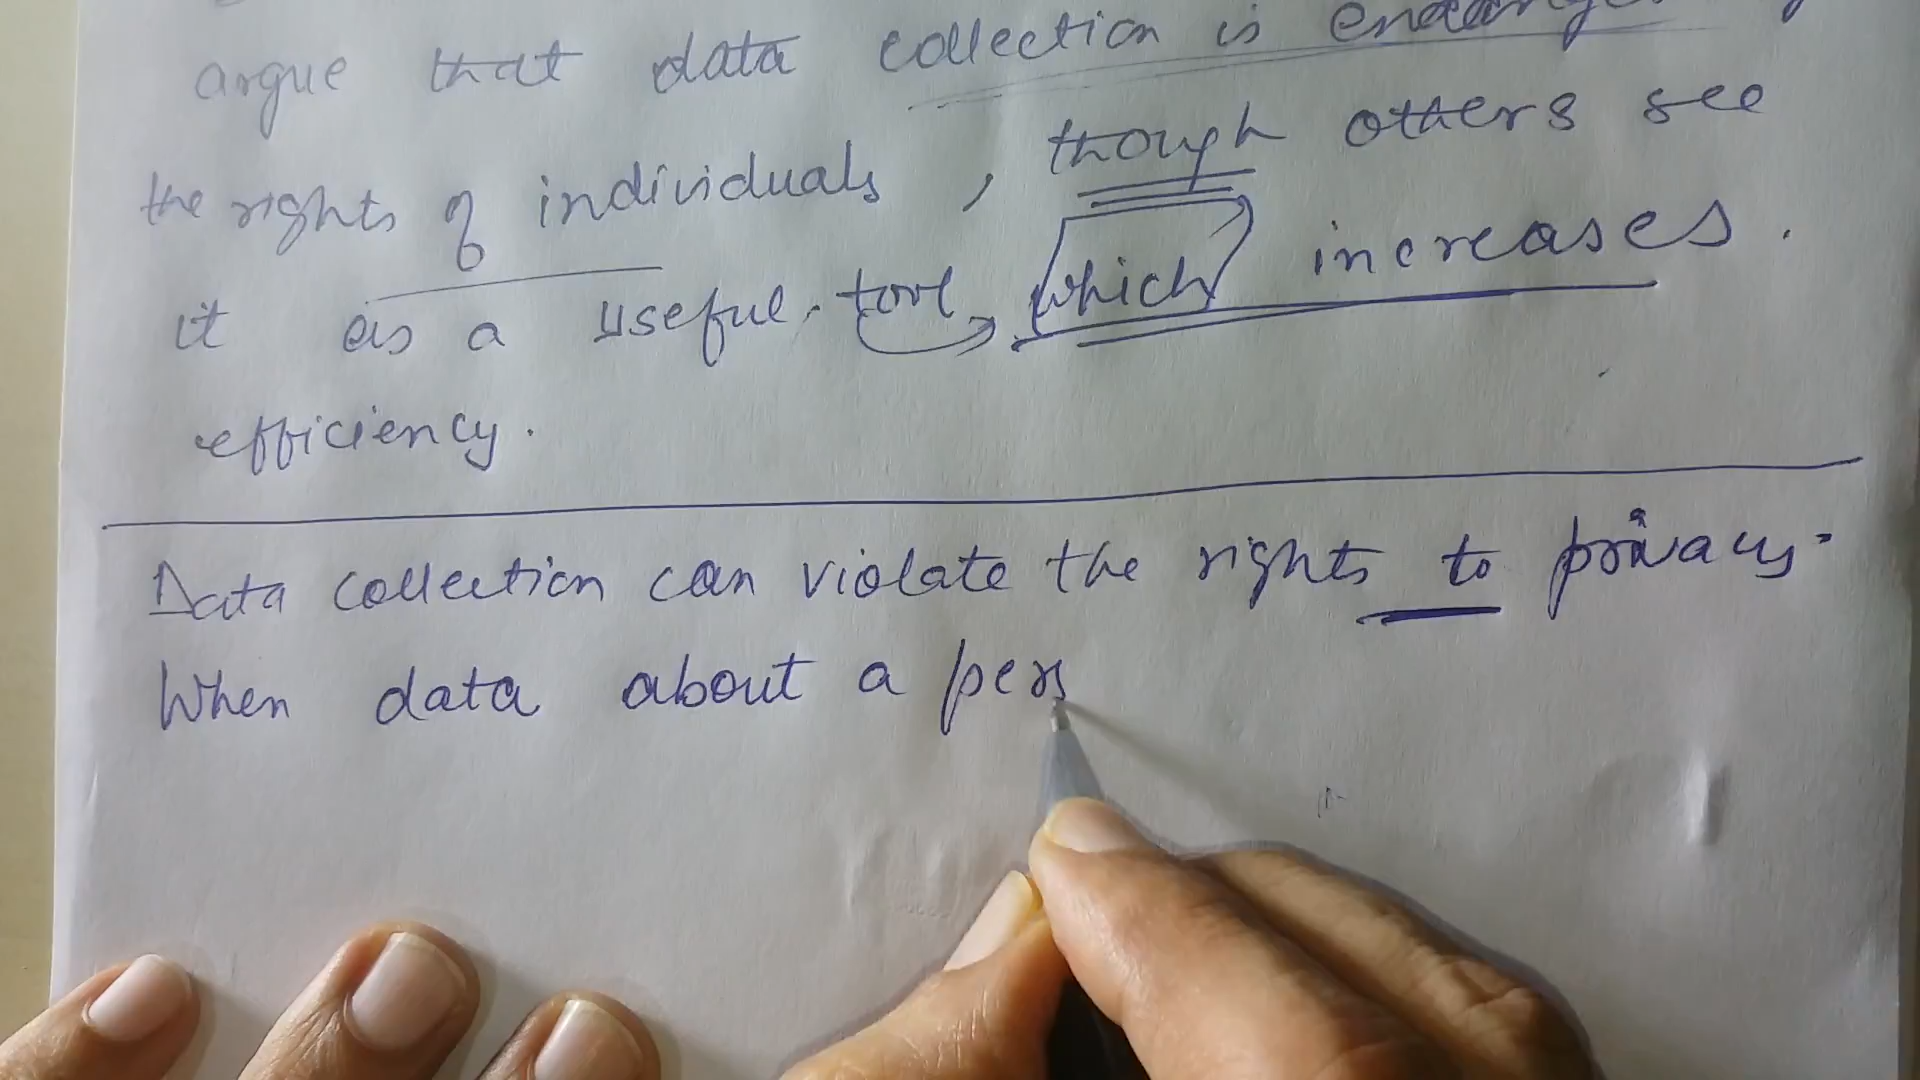 argue that data collection is
the rights of individuals, though others see
it as a useful tool, which increases.
efficiency.
Data collection can violate the rights to privacy.
When data about a pers